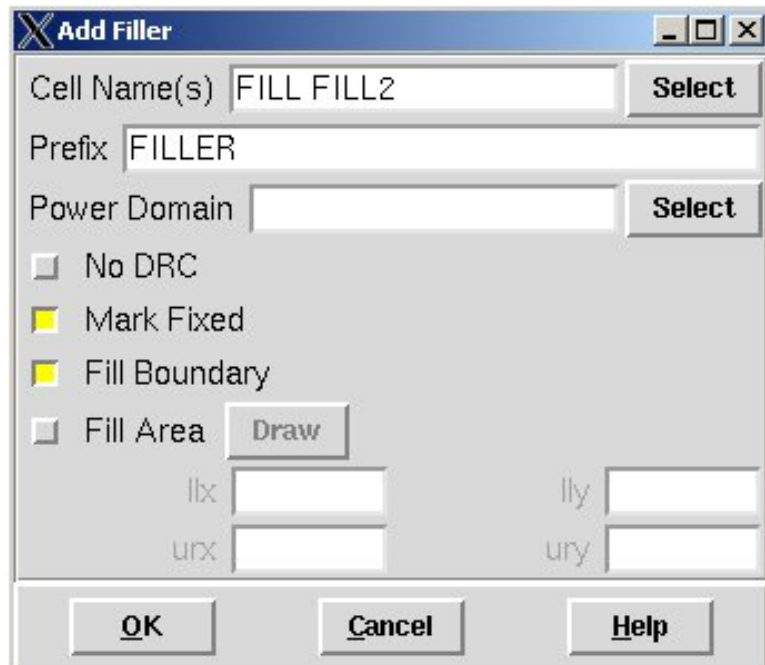 Add Filler
Cell Name(s) FILL FILL2 Select
Prefix FILLER
Power Domain Select
No DRC
Mark Fixed
Fill Boundary
Fill Area Draw
llx lly
urx ury
OK Cancel Help